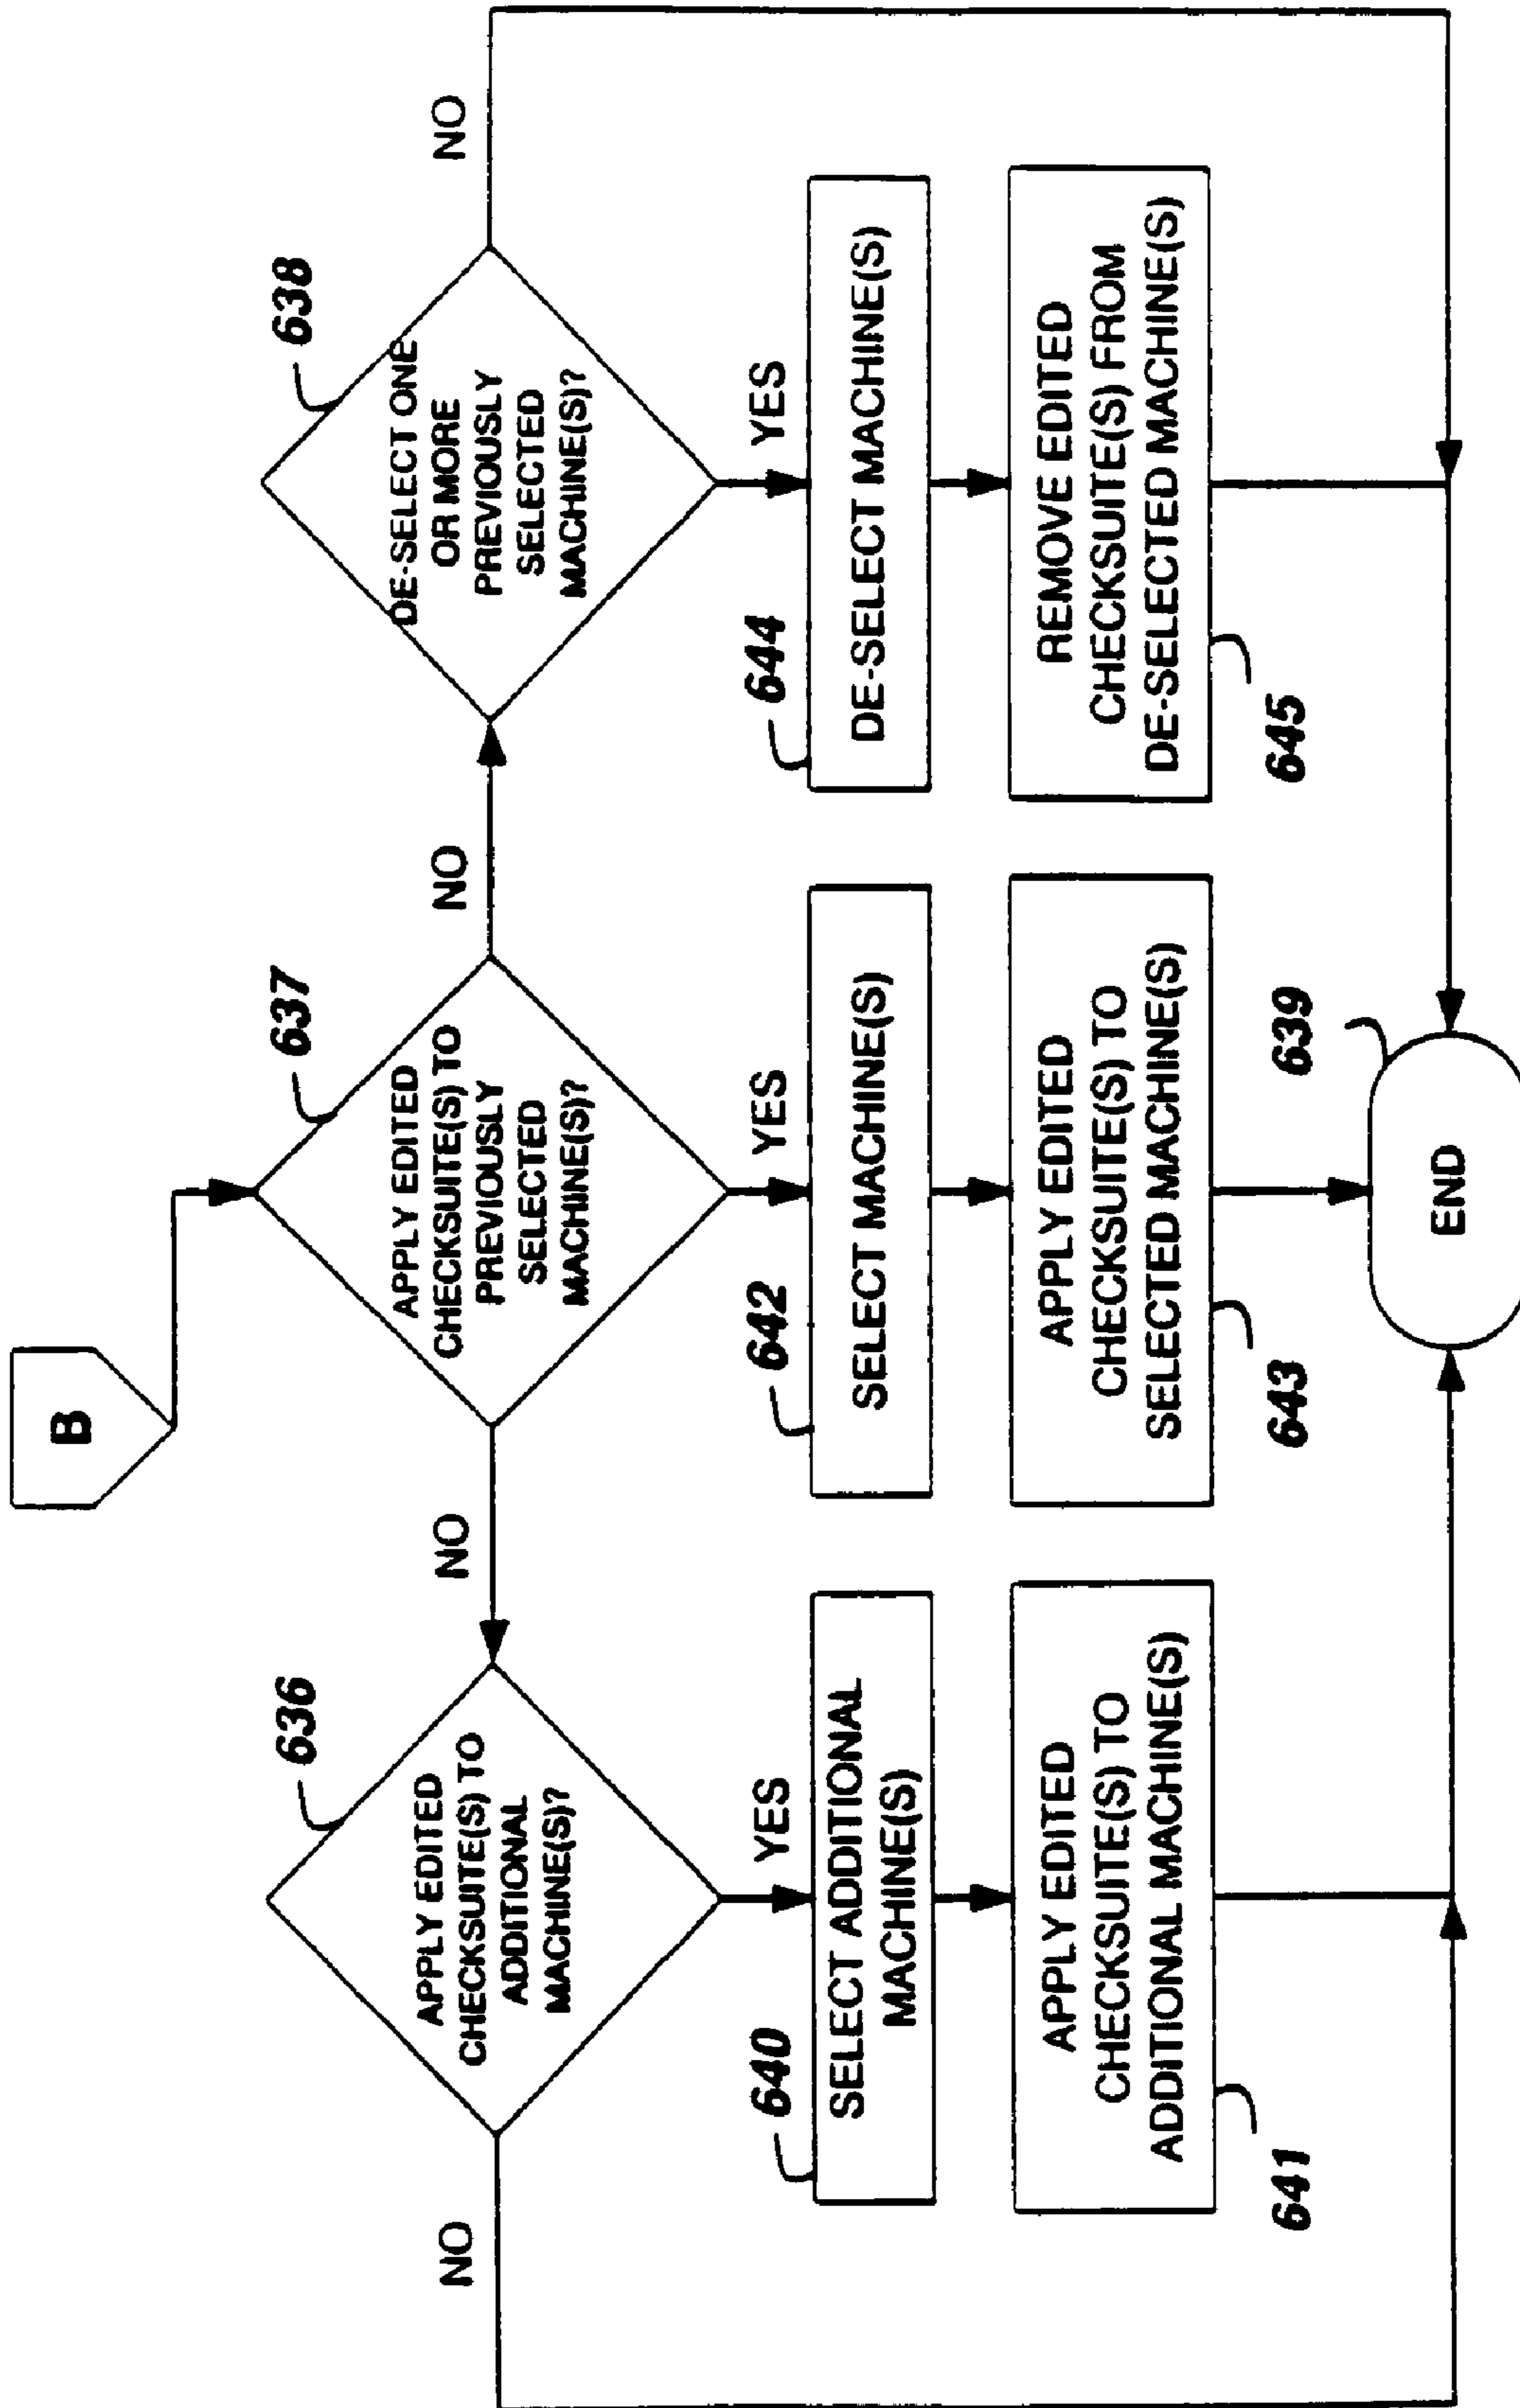 B
637
APPLY EDITED
CHECKSUITE(S) TO
PREVIOUSLY
SELECTED
MACHINE(S)?
NO
NO
YES
636
APPLY EDITED
CHECKSUITE(S) TO
ADDITIONAL
MACHINE(S)?
NO
YES
638
DE-SELECT ONE
OR MORE
PREVIOUSLY
SELECTED
MACHINE(S)?
NO
YES
640
SELECT ADDITIONAL
MACHINE(S)
642
SELECT MACHINE(S)
644
DE-SELECT MACHINE(S)
APPLY EDITED
CHECKSUITE(S) TO
ADDITIONAL MACHINE(S)
641
APPLY EDITED
CHECKSUITE(S) TO
SELECTED MACHINE(S)
643
REMOVE EDITED
CHECKSUITE(S) FROM
DE-SELECTED MACHINE(S)
645
639
END